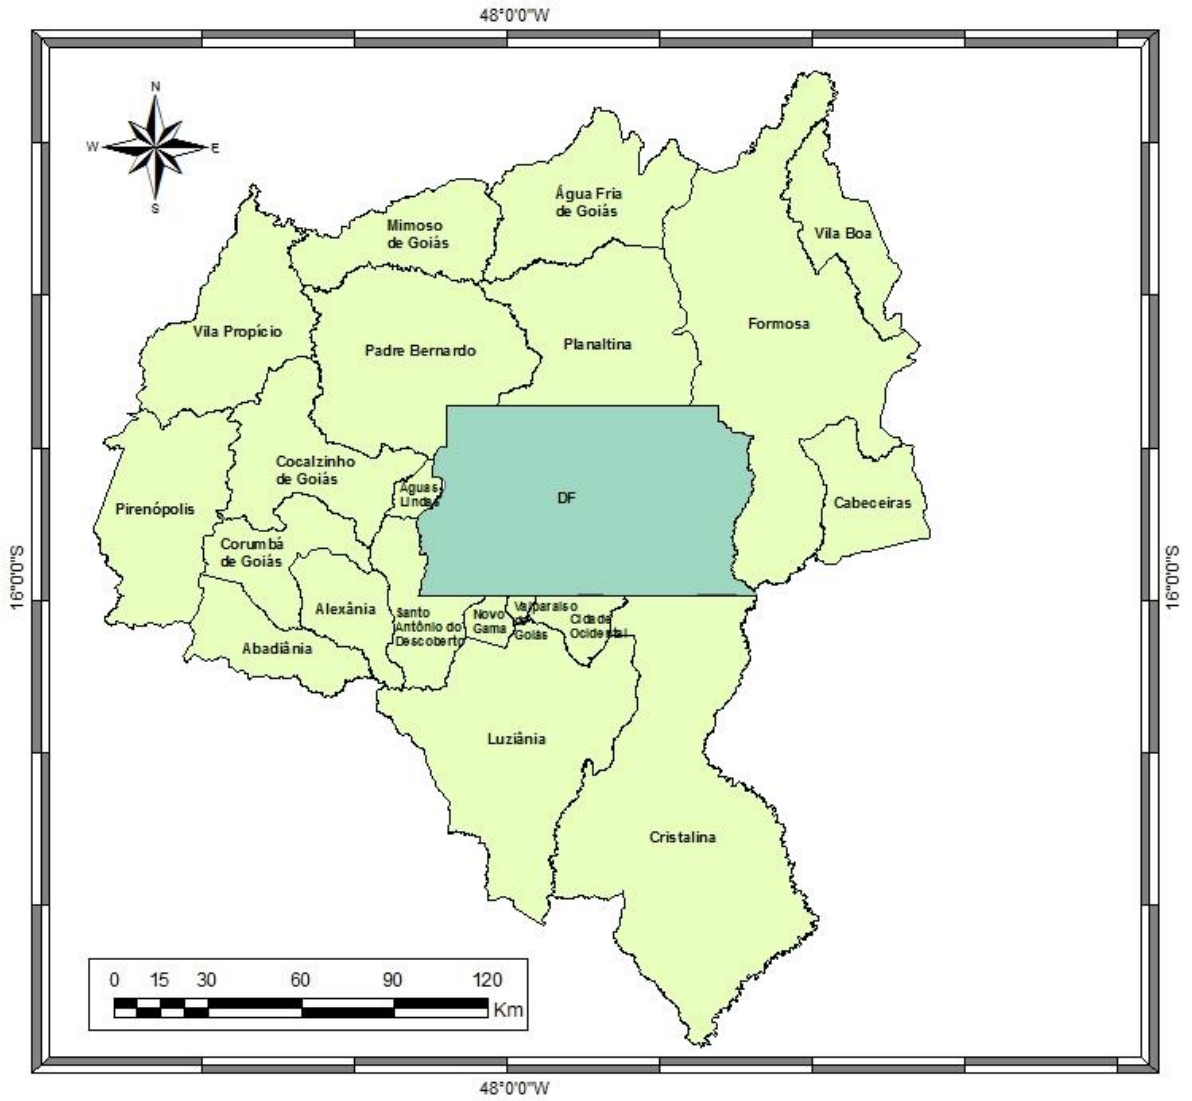 48°0'0"W
N
W
E
S
Água Fria
de Goiás
Mimoso
de Goiás
Vila Boa
Vila Propício
Formosa
Padre Bernardo
Planaltina
Cocalzinho
de Goiás
Águas
Lindas
Pirenópolis
DF
Cabeceiras
Corumbá
de Goiás
16°0'0"S
16°0'0"S
Alexânia
Santo
Antônio do
Descoberto
Novo
Gama
Valparaiso
de
Goiás
Cidade
Ocidental
Abadiânia
Luziânia
Cristalina
0 15 30 60 90 120
Km
48°0'0"W